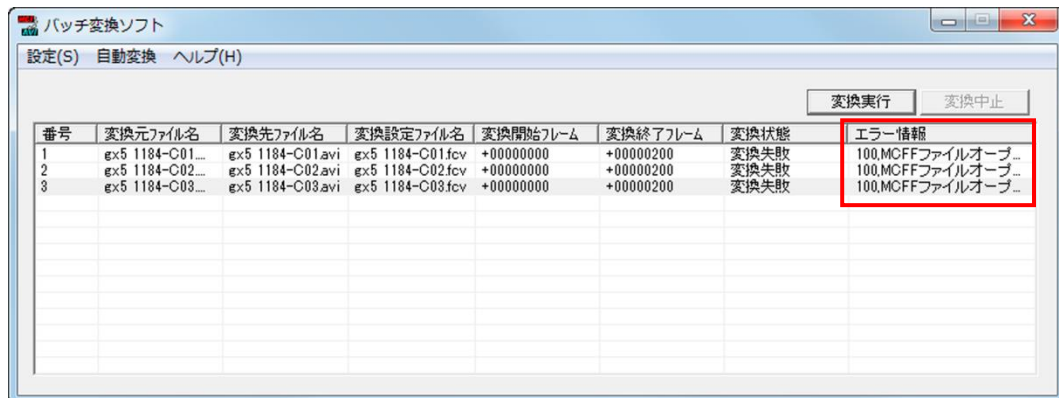 バッチ変換ソフト
設定(S) 自動変換 ヘルプ(H)
変換実行 変換中止
番号 変換元ファイル名 変換先ファイル名 変換設定ファイル名 変換開始フレーム 変換終了フレーム 変換状態 エラー情報
1 gx5 1184-C01... gx5 1184-C01.avi gx5 1184-C01.fcv +00000000 +00000200 変換失敗 100,MCFFファイルオープ...
2 gx5 1184-C02... gx5 1184-C02.avi gx5 1184-C02.fcv +00000000 +00000200 変換失敗 100,MCFFファイルオープ...
3 gx5 1184-C03... gx5 1184-C03.avi gx5 1184-C03.fcv +00000000 +00000200 変換失敗 100,MCFFファイルオープ...